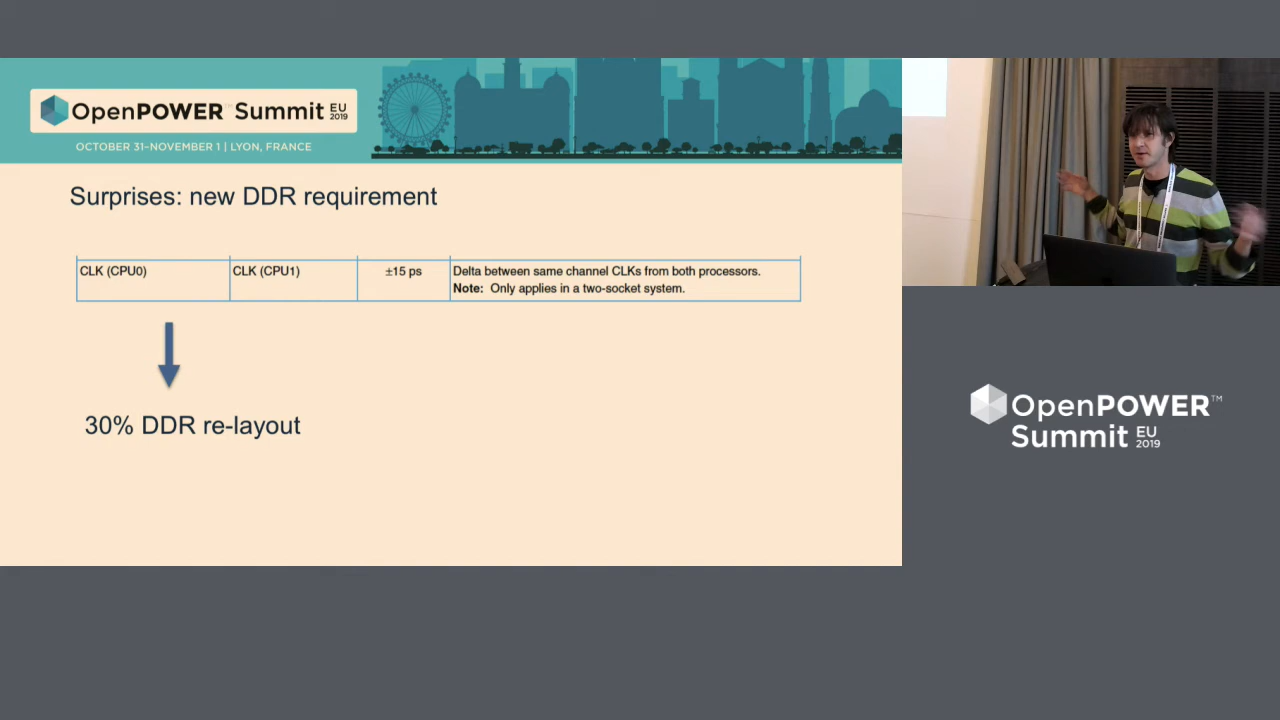 OpenPOWER™ Summit EU 2019
OCTOBER 31–NOVEMBER 1 | LYON, FRANCE
Surprises: new DDR requirement
CLK (CPU0) CLK (CPU1) ±15 ps Delta between same channel CLKs from both processors.
Note: Only applies in a two-socket system.
30% DDR re-layout
OpenPOWER™
Summit EU 2019